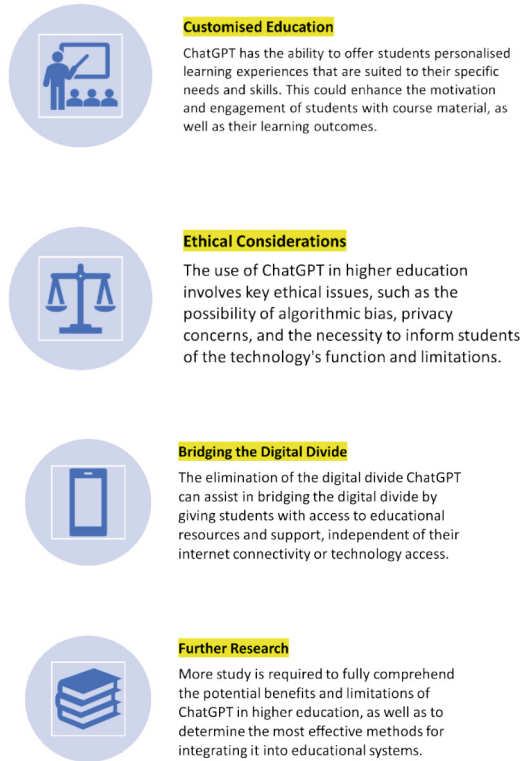 Customised Education
ChatGPT has the ability to offer students personalised
learning experiences that are suited to their specific
needs and skills. This could enhance the motivation
and engagement of students with course material, as
well as their learning outcomes.
Ethical Considerations
The use of ChatGPT in higher education
involves key ethical issues, such as the
possibility of algorithmic bias, privacy
concerns, and the necessity to inform students
of the technology's function and limitations.
Bridging the Digital Divide
The elimination of the digital divide ChatGPT
can assist in bridging the digital divide by
giving students with access to educational
resources and support, independent of their
internet connectivity or technology access.
Further Research
More study is required to fully comprehend
the potential benefits and limitations of
ChatGPT in higher education, as well as to
determine the most effective methods for
integrating it into educational systems.